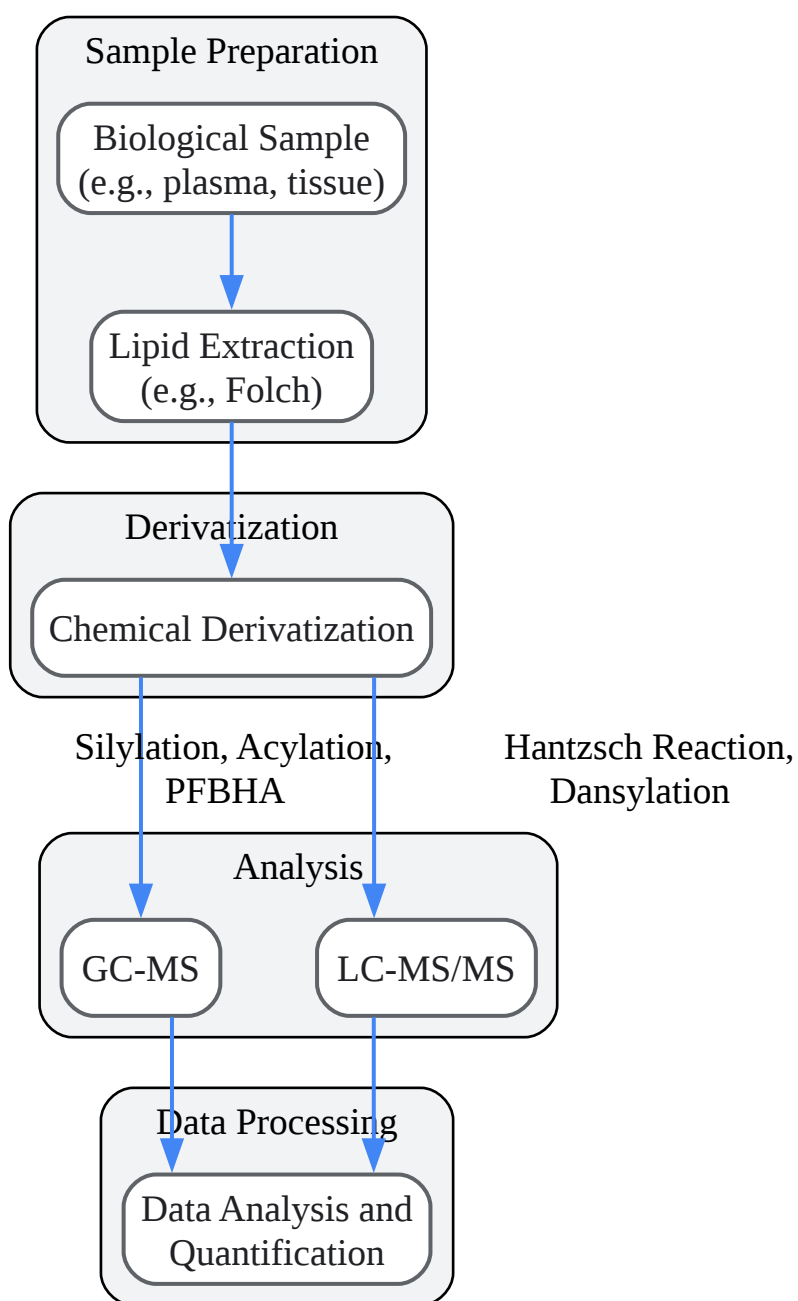 Sample Preparation
Biological Sample
(e.g., plasma, tissue)
Lipid Extraction
(e.g., Folch)
Derivatization
Chemical Derivatization
Silylation, Acylation,
PFBHA
Hantzsch Reaction,
Dansylation
Analysis
GC-MS
LC-MS/MS
Data Processing
Data Analysis and
Quantification